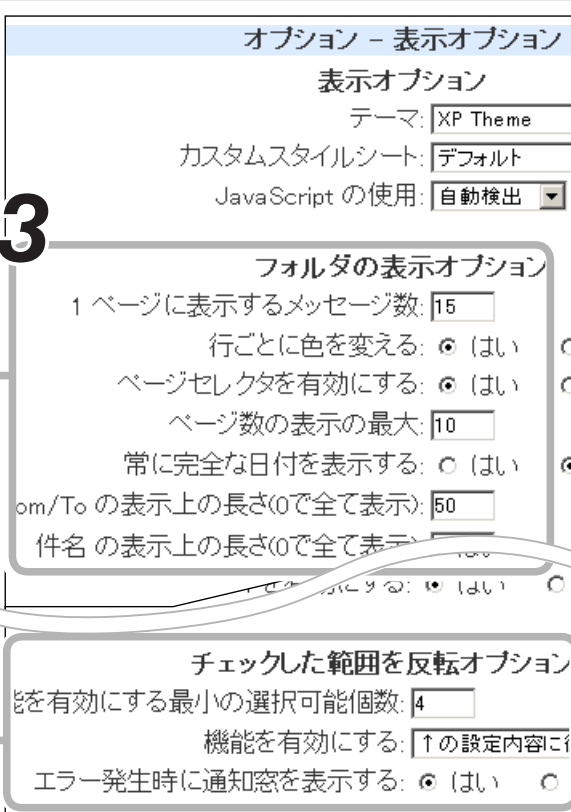 オプション – 表示オプション
表示オプション
テーマ: XP Theme
カスタムスタイルシート: デフォルト
JavaScript の使用: 自動検出
3
フォルダの表示オプション
1 ページに表示するメッセージ数: 15
行ごとに色を変える: はい
ページセレクタを有効にする: はい
ページ数の表示の最大: 10
常に完全な日付を表示する: はい
om/To の表示上の長さ(0で全て表示): 50
件名 の表示上の長さ(0で全て表示)
を有効にする: はい
チェックした範囲を反転オプション
を有効にする最小の選択可能個数: 4
機能を有効にする: ↑の設定内容に
エラー発生時に通知窓を表示する: はい